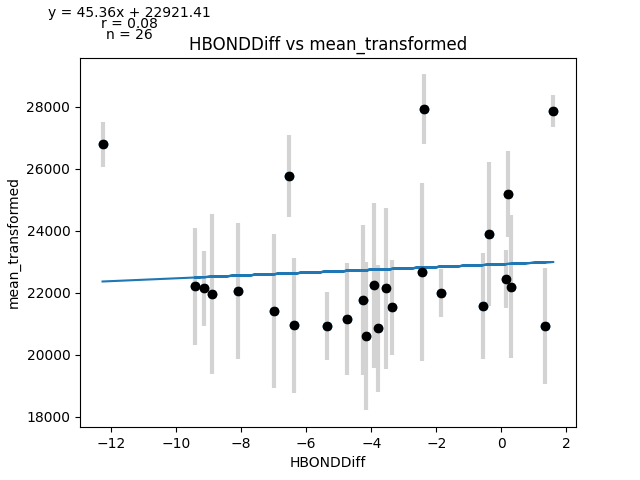 y = 45.36x + 22921.41
r = 0.08
n = 26
HBONDDiff vs mean_transformed
mean_transformed
28000
26000
24000
22000
20000
18000
−12
−10
−8
−6
−4
−2
0
2
HBONDDiff